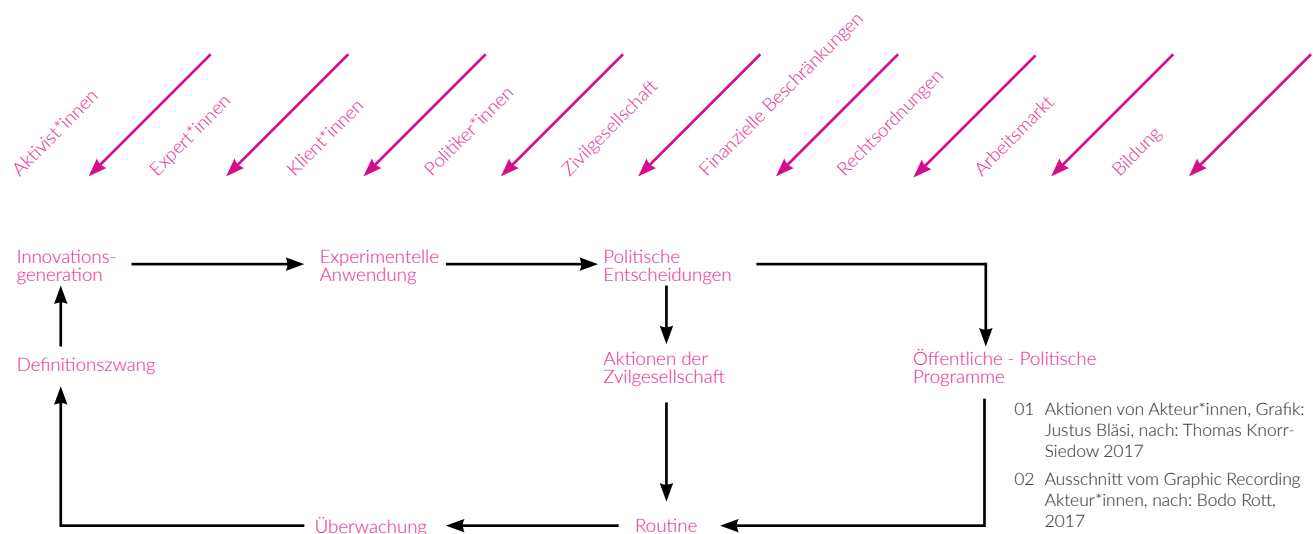 Aktivist*innen
Expert*innen
Klient*innen
Politiker*innen
Zivilgesellschaft
Finanzielle Beschränkungen
Rechtsordnungen
Arbeitsmarkt
Bildung
Innovations-
generation
Experimentelle
Anwendung
Politische
Entscheidungen
Definitionszwang
Aktionen der
Zvilgesellschaft
Öffentliche - Politische
Programme
01 Aktionen von Akteur*innen, Grafik:
Justus Bläsi, nach: Thomas Knorr-
Siedow 2017
02 Ausschnitt vom Graphic Recording
Akteur*innen, nach: Bodo Rott,
2017
Überwachung
Routine